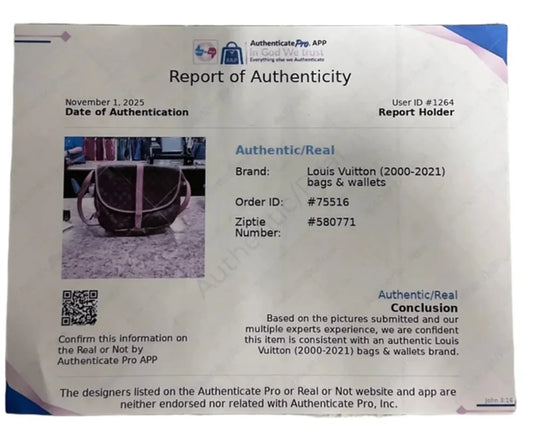 AuthenticatePro. APP
In God We trust
Everything else we Authenticate
Report of Authenticity
November 1, 2025
Date of Authentication
User ID #1264
Report Holder
Authentic/Real
Brand: Louis Vuitton (2000-2021)
bags & wallets
Order ID: #75516
Ziptie
Number: #580771
Authentic/Real
Authentic/Real
Conclusion
Based on the pictures submitted and our
multiple experts experience, we are confident
this item is consistent with an authentic Louis
Vuitton (2000-2021) bags & wallets brand.
Confirm this information on
the Real or Not by
Authenticate Pro APP
The designers listed on the Authenticate Pro or Real or Not website and app are
neither endorsed nor related with Authenticate Pro, Inc.
John 3:16